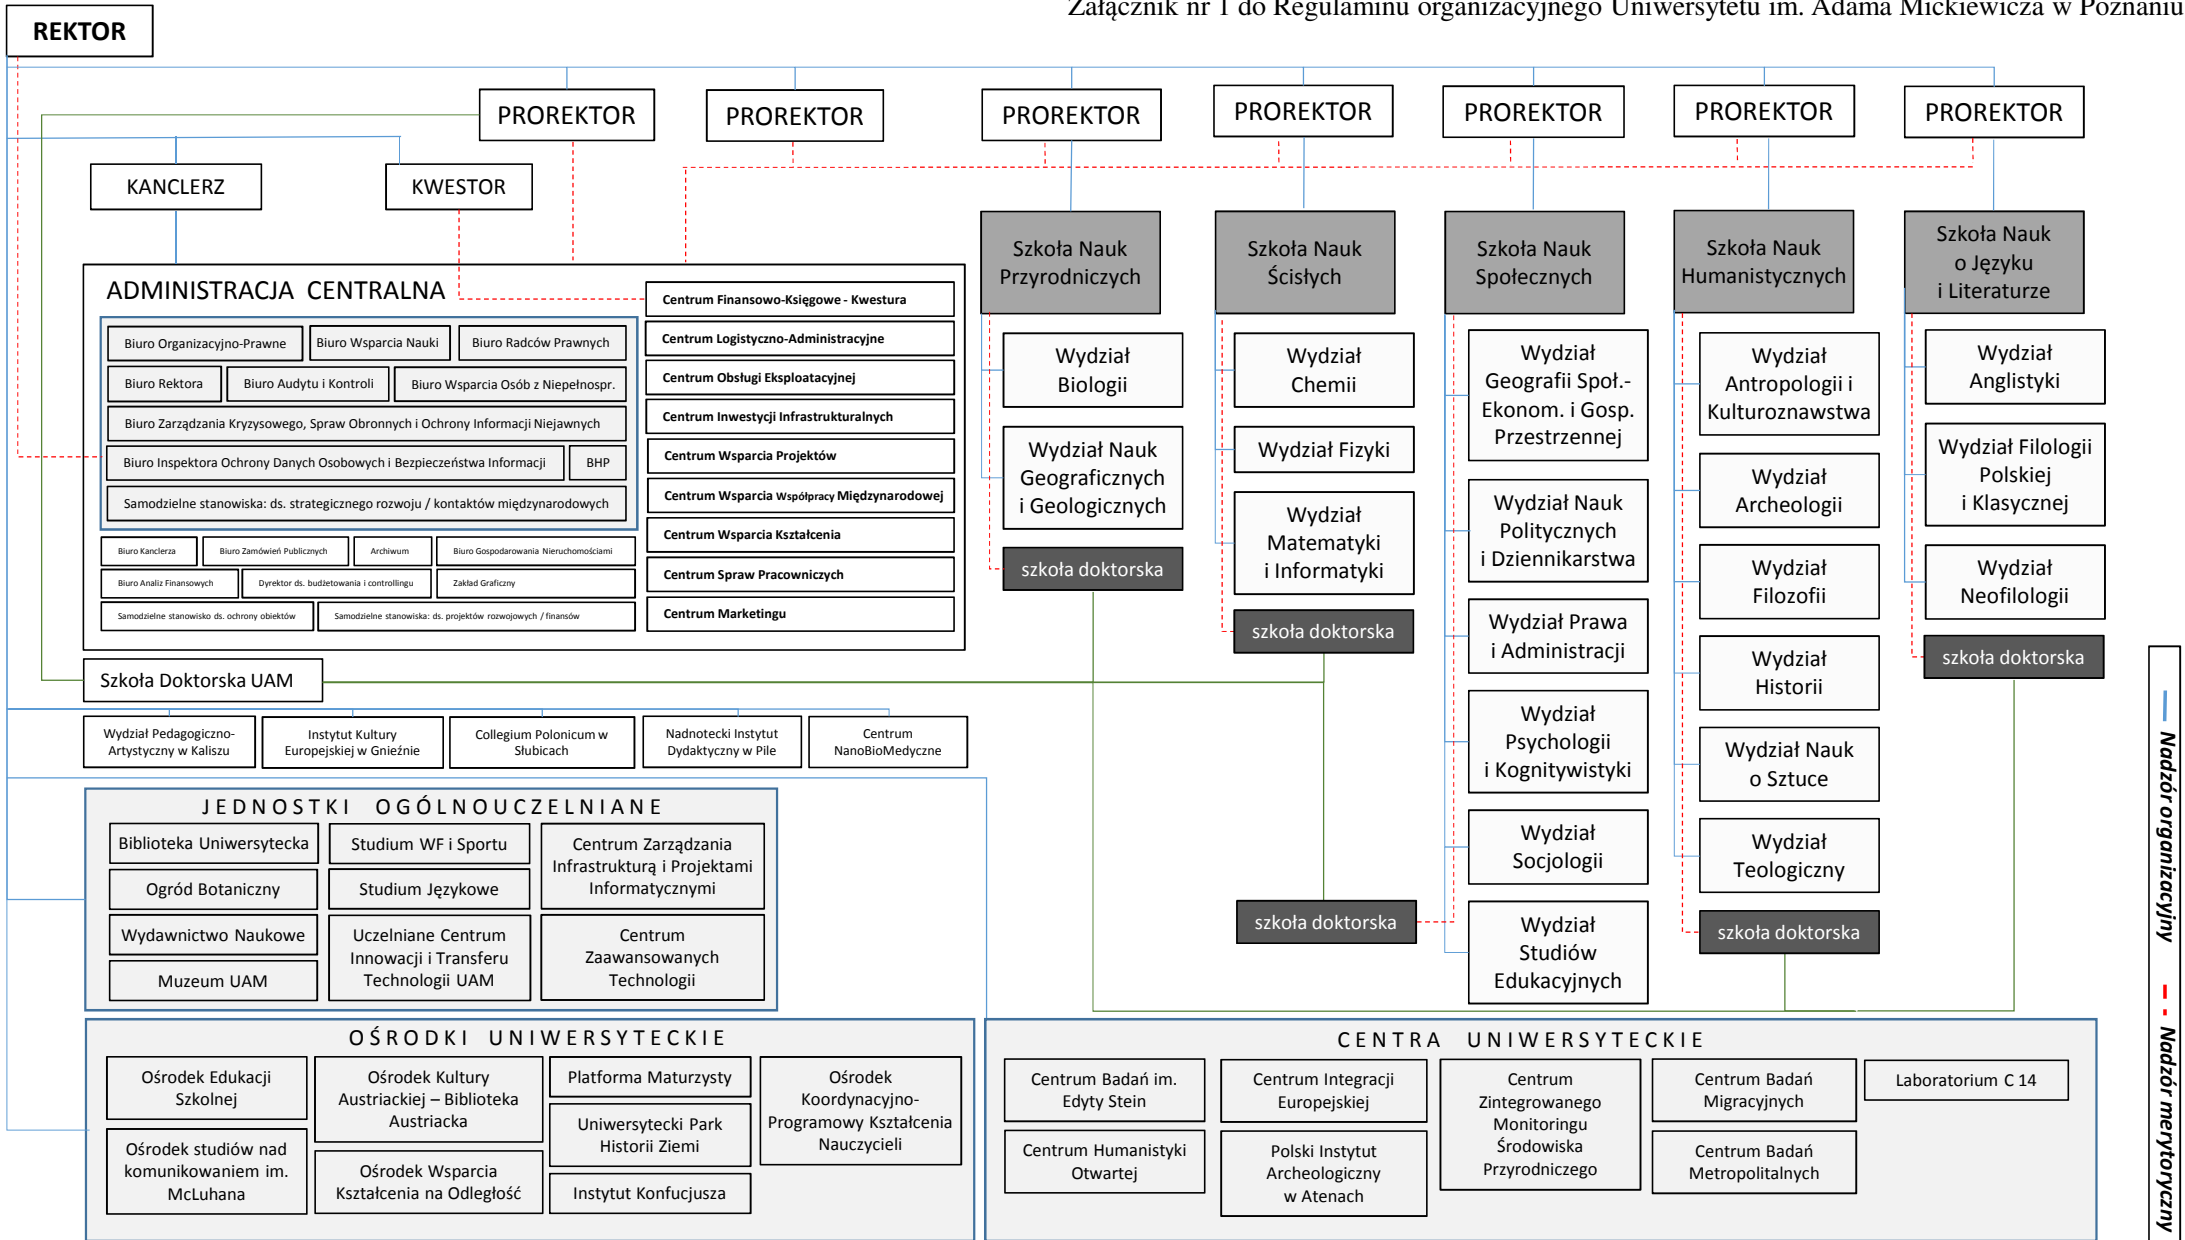 Załącznik nr 1 do Regulaminu organizacyjnego Uniwersytetu im. Adama Mickiewicza w Poznaniu
REKTOR
PROREKTOR
PROREKTOR
PROREKTOR
PROREKTOR
PROREKTOR
PROREKTOR
PROREKTOR
KANCLERZ
KWESTOR
ADMINISTRACJA CENTRALNA
Biuro Organizacyjno-Prawne
Biuro Wsparcia Nauki
Biuro Radców Prawnych
Biuro Rektora
Biuro Audytu i Kontroli
Biuro Wsparcia Osób z Niepełnospr.
Biuro Zarządzania Kryzysowego, Spraw Obronnych i Ochrony Informacji Niejawnych
Biuro Inspektora Ochrony Danych Osobowych i Bezpieczeństwa Informacji
BHP
Samodzielne stanowiska: ds. strategicznego rozwoju / kontaktów międzynarodowych
Biuro Kanclerza
Biuro Zamówień Publicznych
Archiwum
Biuro Gospodarowania Nieruchomościami
Biuro Analiz Finansowych
Dyrektor ds. budżetowania i controllingu
Zakład Graficzny
Samodzielne stanowisko ds. ochrony obiektów
Samodzielne stanowiska: ds. projektów rozwojowych / finansów
Centrum Finansowo-Księgowe - Kwestura
Centrum Logistyczno-Administracyjne
Centrum Obsługi Eksploatacyjnej
Centrum Inwestycji Infrastrukturalnych
Centrum Wsparcia Projektów
Centrum Wsparcia Współpracy Międzynarodowej
Centrum Wsparcia Kształcenia
Centrum Spraw Pracowniczych
Centrum Marketingu
Szkoła Nauk
Przyrodniczych
Wydział
Biologii
Wydział Nauk
Geograficznych
i Geologicznych
szkoła doktorska
Szkoła Nauk
Ścisłych
Wydział
Chemii
Wydział Fizyki
Wydział
Matematyki
i Informatyki
szkoła doktorska
Szkoła Nauk
Społecznych
Wydział
Geografii Społ.-
Ekonom. i Gosp.
Przestrzennej
Wydział Nauk
Politycznych
i Dziennikarstwa
Wydział Prawa
i Administracji
Wydział
Psychologii
i Kognitywistyki
Wydział
Socjologii
Wydział
Studiów
Edukacyjnych
szkoła doktorska
Szkoła Nauk
Humanistycznych
Wydział
Antropologii i
Kulturoznawstwa
Wydział
Archeologii
Wydział
Filozofii
Wydział
Historii
Wydział Nauk
o Sztuce
Wydział
Teologiczny
szkoła doktorska
Szkoła Nauk
o Języku
i Literaturze
Wydział
Anglistyki
Wydział Filologii
Polskiej
i Klasycznej
Wydział
Neofilologii
szkoła doktorska
Szkoła Doktorska UAM
Wydział Pedagogiczno-
Artystyczny w Kaliszu
Instytut Kultury
Europejskiej w Gnieźnie
Collegium Polonicum w
Słubicach
Nadnotecki Instytut
Dydaktyczny w Pile
Centrum
NanoBioMedyczne
JEDNOSTKI OGÓLNOUCZELNIANE
Biblioteka Uniwersytecka
Ogród Botaniczny
Wydawnictwo Naukowe
Muzeum UAM
Studium WF i Sportu
Studium Językowe
Uczelniane Centrum
Innowacji i Transferu
Technologii UAM
Centrum Zarządzania
Infrastrukturą i Projektami
Informatycznymi
Centrum
Zaawansowanych
Technologii
OŚRODKI UNIWERSYTECKIE
Ośrodek Edukacji
Szkolnej
Ośrodek studiów nad
komunikowaniem im.
McLuhana
Ośrodek Kultury
Austriackiej – Biblioteka
Austriacka
Ośrodek Wsparcia
Kształcenia na Odległość
Platforma Maturzysty
Uniwersytecki Park
Historii Ziemi
Instytut Konfucjusza
Ośrodek
Koordynacyjno-
Programowy Kształcenia
Nauczycieli
CENTRA UNIWERSYTECKIE
Centrum Badań im.
Edyty Stein
Centrum Humanistyki
Otwartej
Centrum Integracji
Europejskiej
Polski Instytut
Archeologiczny
w Atenach
Centrum
Zintegrowanego
Monitoringu
Środowiska
Przyrodniczego
Centrum Badań
Migracyjnych
Centrum Badań
Metropolitalnych
Laboratorium C 14
Nadzór organizacyjny
Nadzór merytoryczny